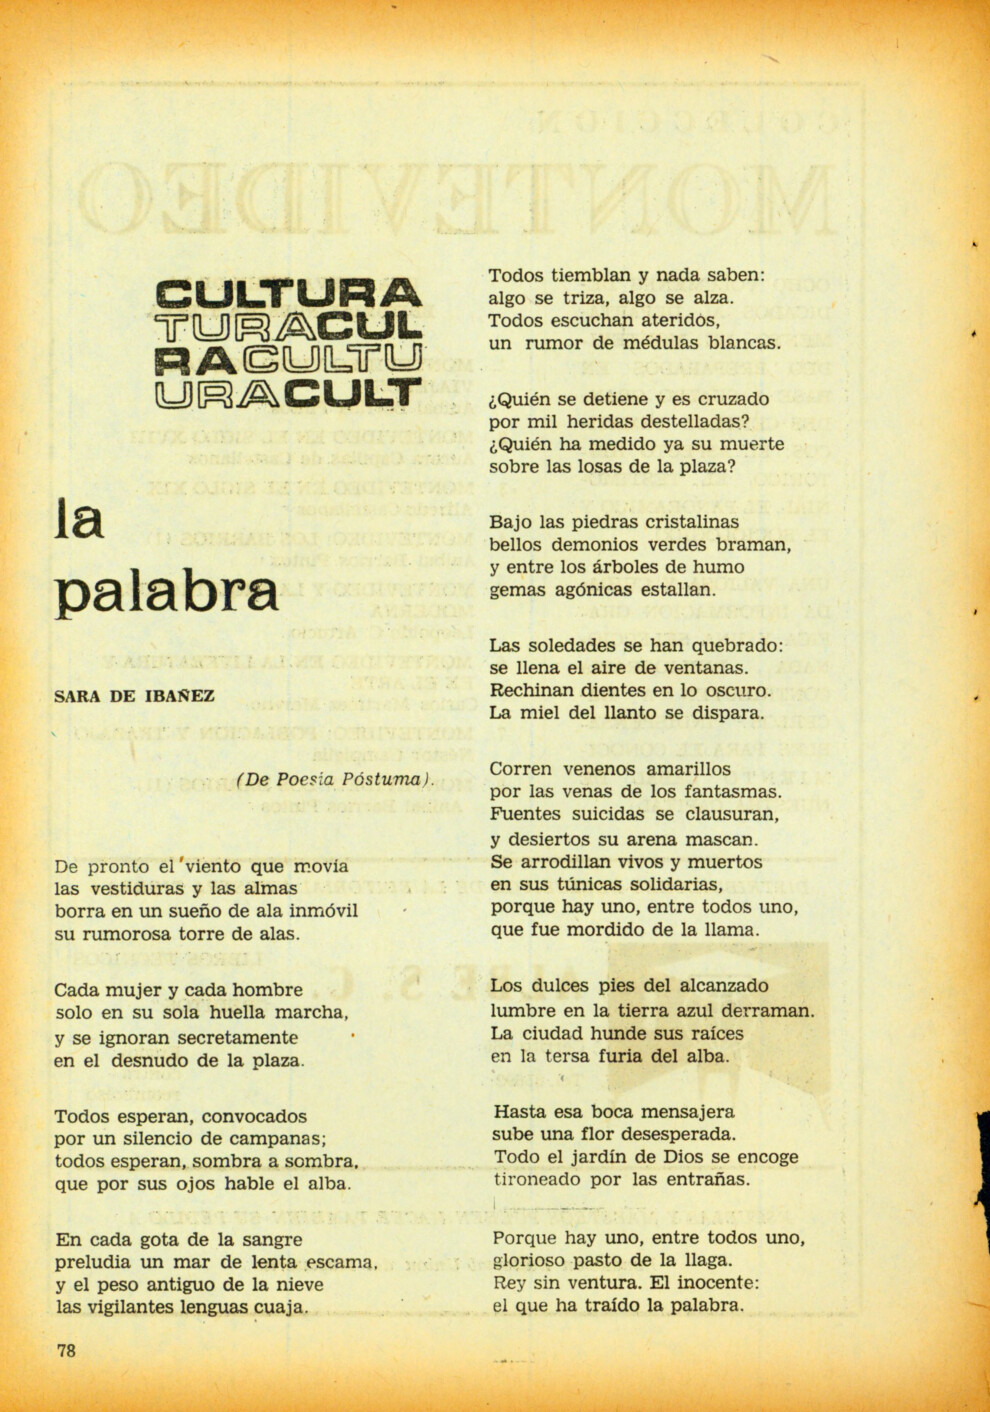 CULTURA
TURACUL
RACULTU
URACULT
la
palabra
SARA DE IBAÑEZ
(De Poesía Póstuma).
De pronto el viento que movía
las vestiduras y las almas
borra en un sueño de ala inmóvil
su rumorosa torre de alas.
Cada mujer y cada hombre
solo en su sola huella marcha,
y se ignoran secretamente
en el desnudo de la plaza.
Todos esperan, convocados
por un silencio de campanas;
todos esperan, sombra a sombra,
que por sus ojos hable el alba.
En cada gota de la sangre
preludia un mar de lenta escama,
y el peso antiguo de la nieve
las vigilantes lenguas cuaja.
Todos tiemblan y nada saben:
algo se triza, algo se alza.
Todos escuchan ateridos,
un rumor de médulas blancas.
¿Quién se detiene y es cruzado
por mil heridas destelladas?
¿Quién ha medido ya su muerte
sobre las losas de la plaza?
Bajo las piedras cristalinas
bellos demonios verdes braman,
y entre los árboles de humo
gemas agónicas estallan.
Las soledades se han quebrado:
se llena el aire de ventanas.
Rechinan dientes en lo oscuro.
La miel del llanto se dispara.
Corren venenos amarillos
por las venas de los fantasmas.
Fuentes suicidas se clausuran,
y desiertos su arena mascan.
Se arrodillan vivos y muertos
en sus túnicas solidarias,
porque hay uno, entre todos uno,
que fue mordido de la llama.
Los dulces pies del alcanzado
lumbre en la tierra azul derraman.
La ciudad hunde sus raíces
en la tersa furia del alba.
Hasta esa boca mensajera
sube una flor desesperada.
Todo el jardín de Dios se encoge
tironeado por las entrañas.
Porque hay uno, entre todos uno,
glorioso pasto de la llaga.
Rey sin ventura. El inocente:
el que ha traído la palabra.
78